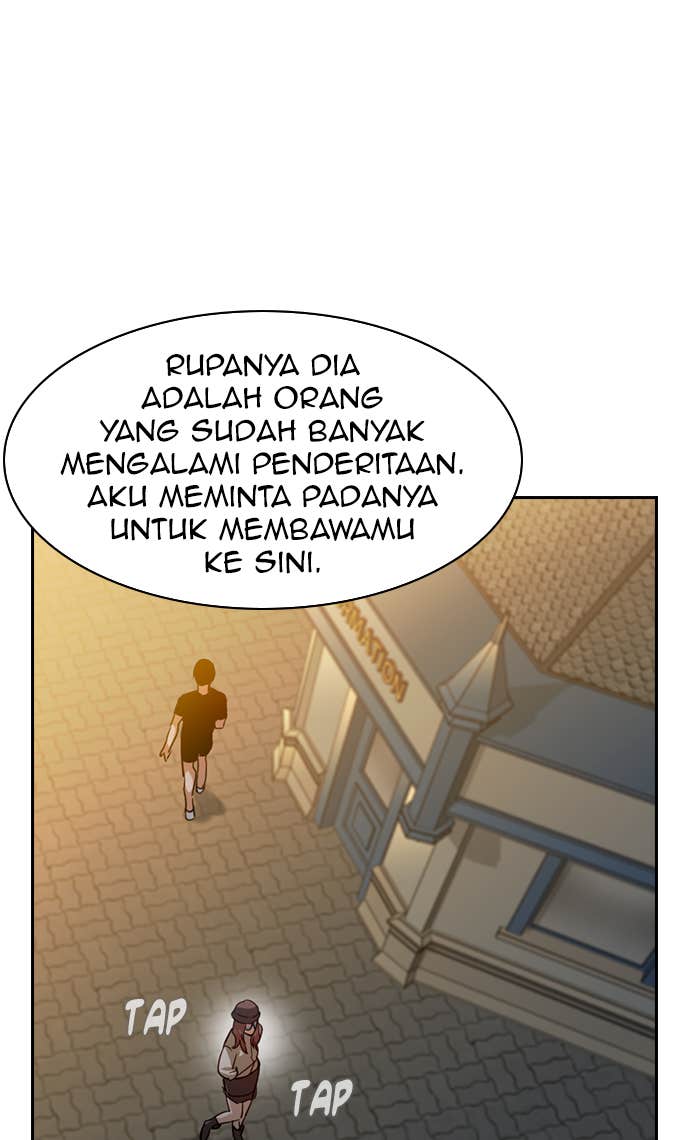 RUPANYA DIA
ADALAH ORANG
YANG SUDAH BANYAK
MENGALAMI PENDERITAAN.
AKU MEMINTA PADANYA
UNTUK MEMBAWAMU
KE SINI.
TAP
TAP